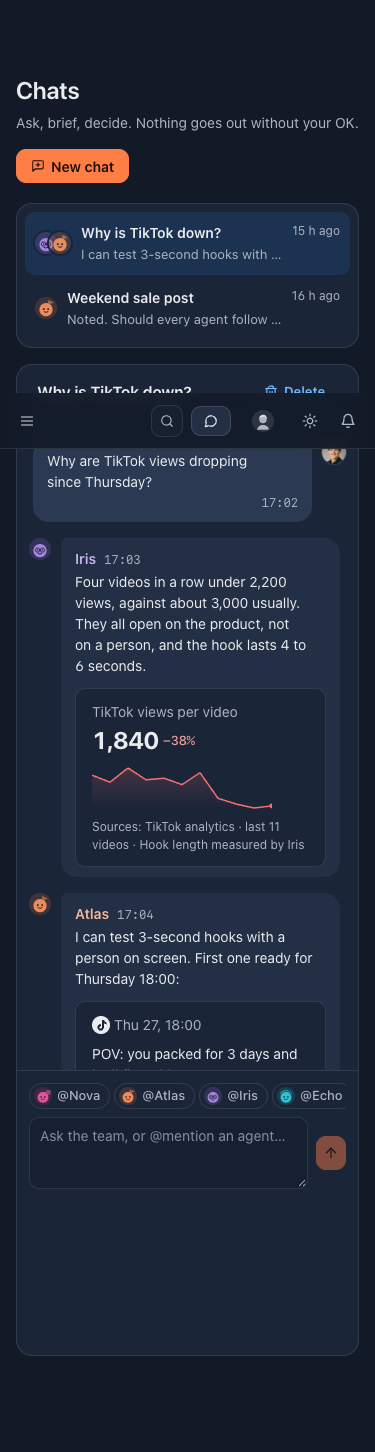 Chats
Ask, brief, decide. Nothing goes out without your OK.
New chat
Why is TikTok down?
15 h ago
I can test 3-second hooks with ...
Weekend sale post
16 h ago
Noted. Should every agent follow ...
Why is TikTok down?
Delete
Why are TikTok views dropping
since Thursday?
17:02
Iris 17:03
Four videos in a row under 2,200
views, against about 3,000 usually.
They all open on the product, not
on a person, and the hook lasts 4 to
6 seconds.
TikTok views per video
1,840 −38%
Sources: TikTok analytics · last 11
videos · Hook length measured by Iris
Atlas 17:04
I can test 3-second hooks with a
person on screen. First one ready for
Thursday 18:00:
Thu 27, 18:00
POV: you packed for 3 days and
@Nova
@Atlas
@Iris
@Echo
Ask the team, or @mention an agent...